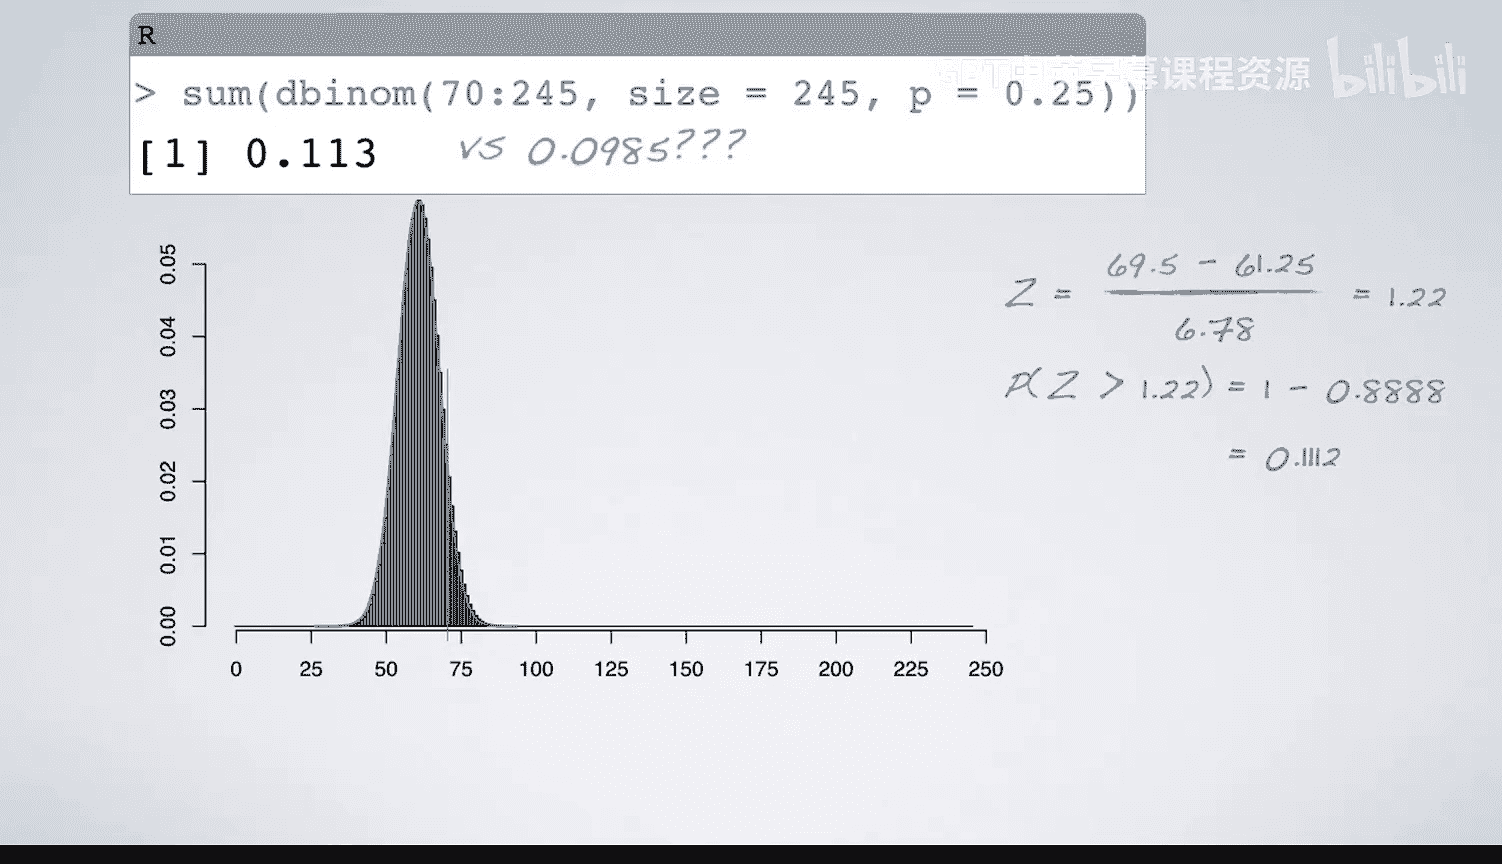 R
课程资源 bilibili
> sum(dbinom(70:245, size = 245, p = 0.25))
[1] 0.113 vs 0.0985???
Z = 69.5 - 61.25 / 6.78 = 1.22
P(Z > 1.22) = 1 - 0.8888
= 0.1112
0.05
0.04
0.03
0.02
0.01
0.00
0 25 50 75 100 125 150 175 200 225 250